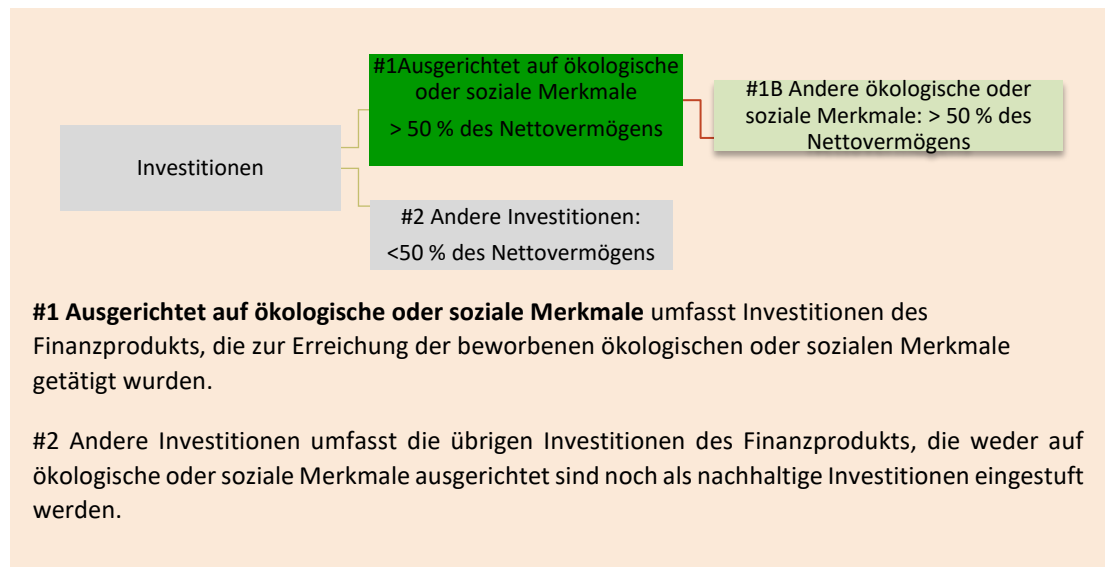 #1Ausgerichtet auf ökologische
oder soziale Merkmale
> 50 % des Nettovermögens
#1B Andere ökologische oder
soziale Merkmale: > 50 % des
Nettovermögens
Investitionen
#2 Andere Investitionen:
<50 % des Nettovermögens
#1 Ausgerichtet auf ökologische oder soziale Merkmale umfasst Investitionen des
Finanzprodukts, die zur Erreichung der beworbenen ökologischen oder sozialen Merkmale
getätigt wurden.
#2 Andere Investitionen umfasst die übrigen Investitionen des Finanzprodukts, die weder auf
ökologische oder soziale Merkmale ausgerichtet sind noch als nachhaltige Investitionen eingestuft
werden.